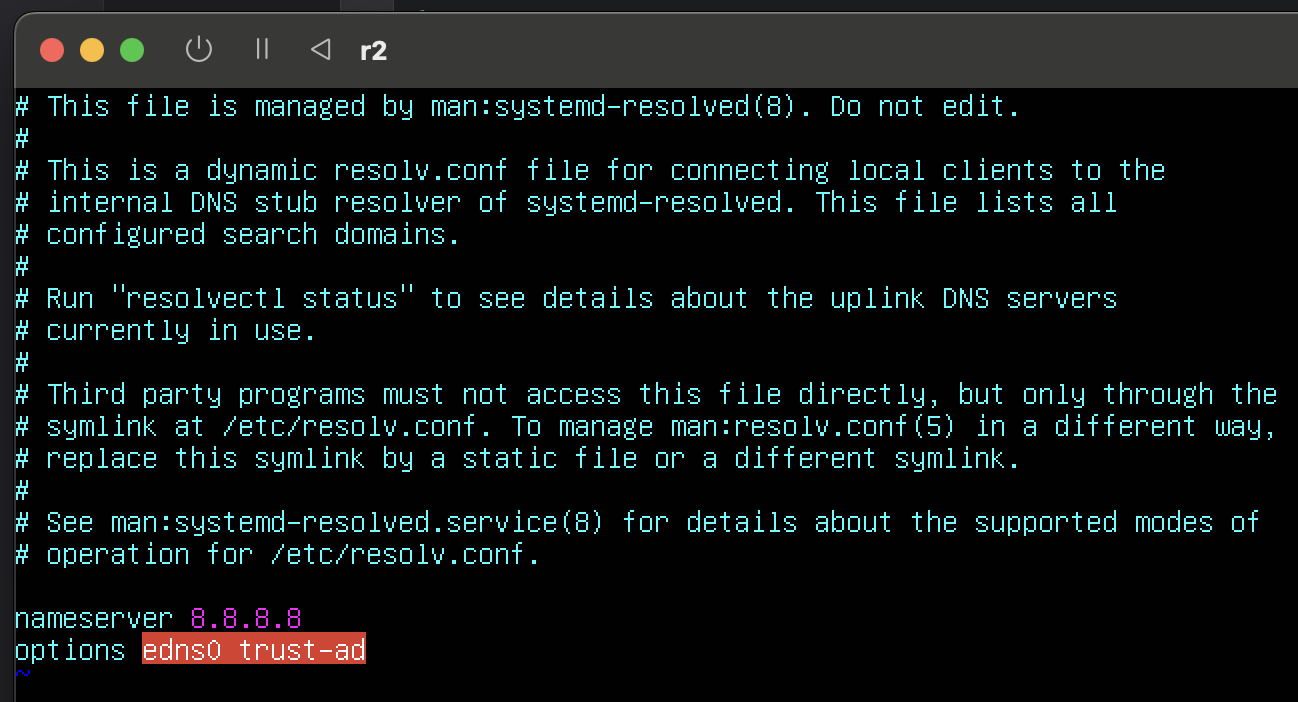 r2
# This file is managed by man:systemd-resolved(8). Do not edit.
#
# This is a dynamic resolv.conf file for connecting local clients to the
# internal DNS stub resolver of systemd-resolved. This file lists all
# configured search domains.
#
# Run "resolvectl status" to see details about the uplink DNS servers
# currently in use.
#
# Third party programs must not access this file directly, but only through the
# symlink at /etc/resolv.conf. To manage man:resolv.conf(5) in a different way,
# replace this symlink by a static file or a different symlink.
#
# See man:systemd-resolved.service(8) for details about the supported modes of
# operation for /etc/resolv.conf.

nameserver 8.8.8.8
options edns0 trust-ad
~